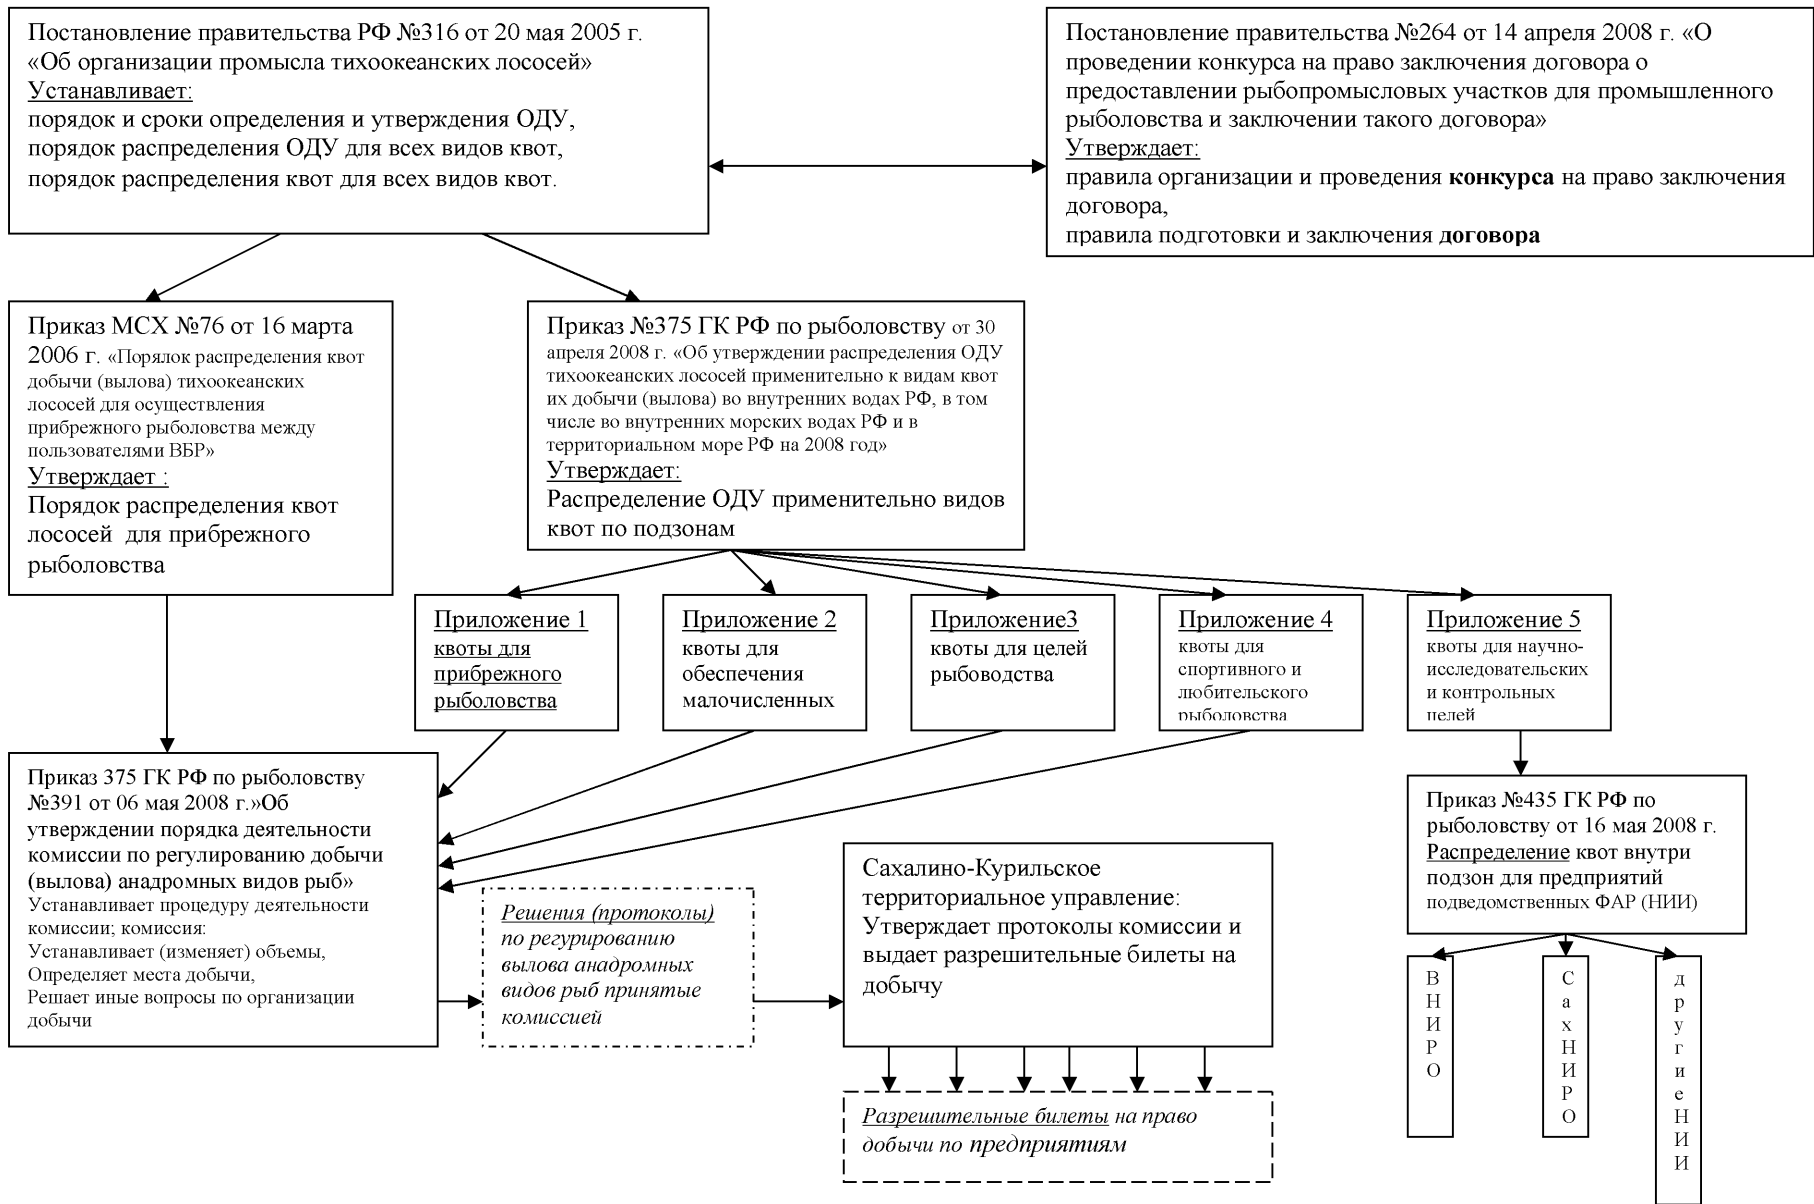 Постановление правительства РФ №316 от 20 мая 2005 г.
«Об организации промысла тихоокеанских лососей»
Устанавливает:
порядок и сроки определения и утверждения ОДУ,
порядок распределения ОДУ для всех видов квот,
порядок распределения квот для всех видов квот.
Постановление правительства №264 от 14 апреля 2008 г. «О
проведении конкурса на право заключения договора о
предоставлении рыбопромысловых участков для промышленного
рыболовства и заключении такого договора»
Утверждает:
правила организации и проведения конкурса на право заключения
договора,
правила подготовки и заключения договора
Приказ МСХ №76 от 16 марта
2006 г. «Порялок распределения квот
добычи (вылова) тихоокеанских
лососей для осуществления
прибрежного рыболовства между
пользователями ВБР»
Утверждает :
Порядок распределения квот
лососей для прибрежного
рыболовства
Приказ №375 ГК РФ по рыболовству от 30
апреля 2008 г. «Об утверждении распределения ОДУ
тихоокеанских лососей применительно к видам квот
их добычи (вылова) во внутренних водах РФ, в том
числе во внутренних морских водах РФ и в
территориальном море РФ на 2008 год»
Утверждает:
Распределение ОДУ применительно видов
квот по подзонам
Приложение 1
квоты для
прибрежного
рыболовства
Приложение 2
квоты для
обеспечения
малочисленных
Приложение3
квоты для целей
рыбоводства
Приложение 4
квоты для
спортивного и
любительского
рыболовства
Приложение 5
квоты для научно-
исследовательских
и контрольных
целей
Приказ 375 ГК РФ по рыболовству
№391 от 06 мая 2008 г.»Об
утверждении порядка деятельности
комиссии по регулированию добычи
(вылова) анадромных видов рыб»
Устанавливает процедуру деятельности
комиссии; комиссия:
Устанавливает (изменяет) объемы,
Определяет места добычи,
Решает иные вопросы по организации
добычи
Решения (протоколы)
по регурированию
вылова анадромных
видов рыб принятые
комиссией
Сахалино-Курильское
территориальное управление:
Утверждает протоколы комиссии и
выдает разрешительные билеты на
добычу
Разрешительные билеты на право
добычи по предприятиям
Приказ №435 ГК РФ по
рыболовству от 16 мая 2008 г.
Распределение квот внутри
подзон для предприятий
подведомственных ФАР (НИИ)
ВНИРО
СахНИРО
другиеНИИ